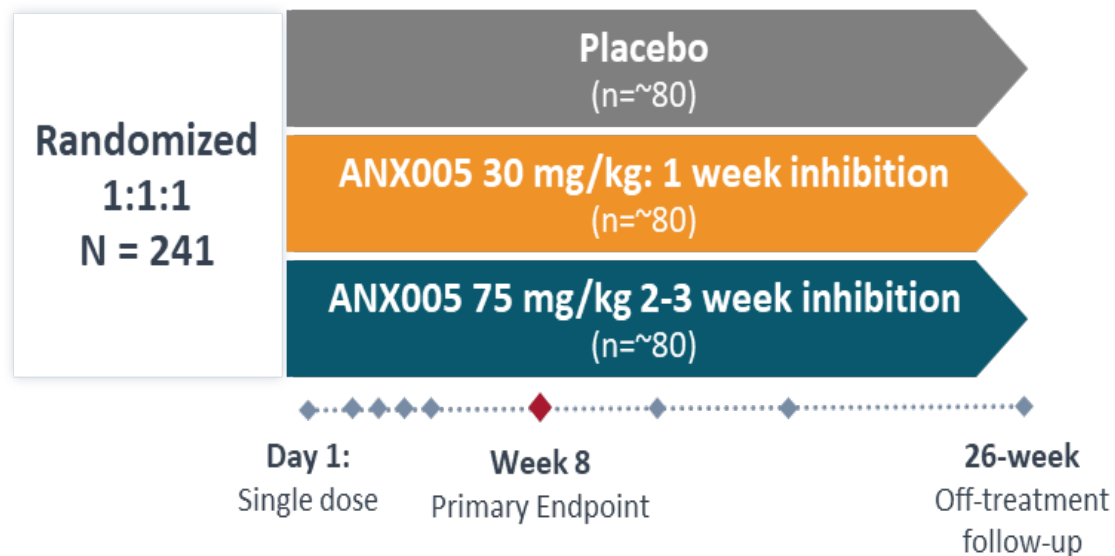 Randomized
1:1:1
N = 241
Placebo
(n=~80)
ANX005 30 mg/kg: 1 week inhibition
(n=~80)
ANX005 75 mg/kg 2-3 week inhibition
(n=~80)
Day 1:
Single dose
Week 8
Primary Endpoint
26-week
Off-treatment
follow-up